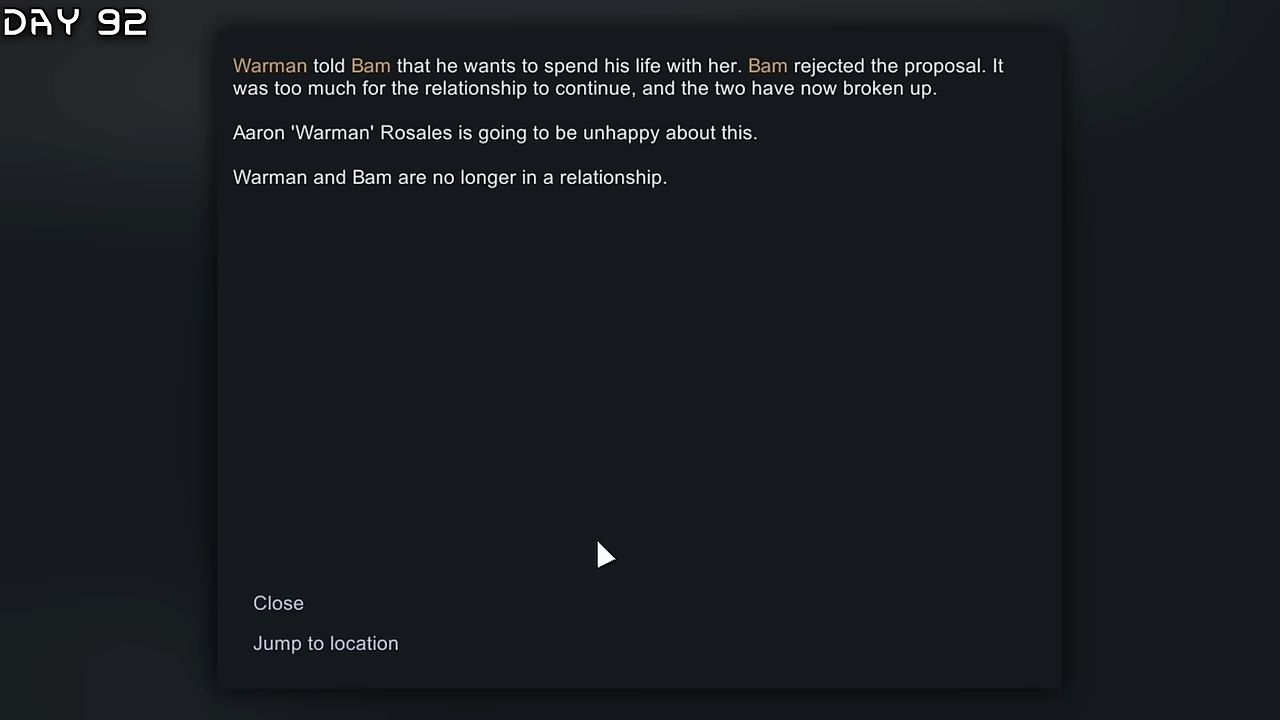 DAY 92
Warman told Bam that he wants to spend his life with her. Bam rejected the proposal. It
was too much for the relationship to continue, and the two have now broken up.
Aaron 'Warman' Rosales is going to be unhappy about this.
Warman and Bam are no longer in a relationship.
Close
Jump to location